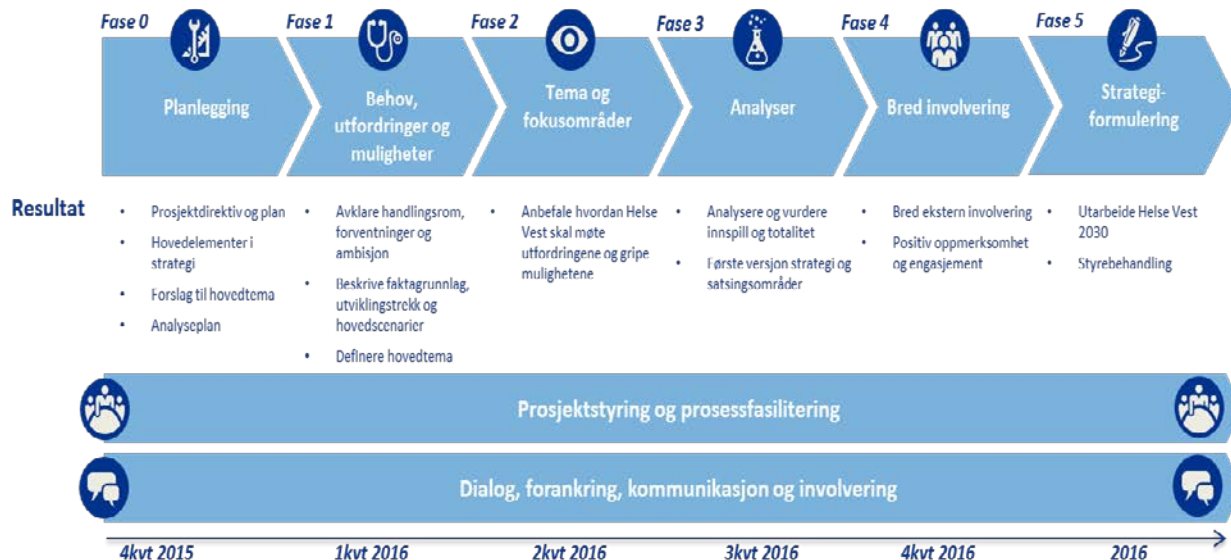 Fase 0
Fase 1
Fase 2
Fase 3
Fase 4
Fase 5
Planlegging
Behov,
utfordringer og
muligheter
Tema og
fokusområder
Analyser
Bred involvering
Strategi-
formulering
Resultat
• Prosjektdirektiv og plan
• Hovedelementer i
strategi
• Forslag til hovedtema
• Analyseplan
• Avklare handlingsrom,
forventninger og
ambisjon
• Beskrive faktagrunnlag,
utviklingstrekk og
hovedscenarier
• Definere hovedtema
• Anbefale hvordan Helse
Vest skal møte
utfordringene og gripe
mulighetene
• Analysere og vurdere
innspill og totalitet
• Første versjon strategi og
satsingsområder
• Bred ekstern involvering
• Positiv oppmerksomhet
og engasjement
• Utarbeide Helse Vest
2030
• Styrebehandling
Prosjektstyring og prosessfasilitering
Dialog, forankring, kommunikasjon og involvering
4kvt 2015
1kvt 2016
2kvt 2016
3kvt 2016
4kvt 2016
2016